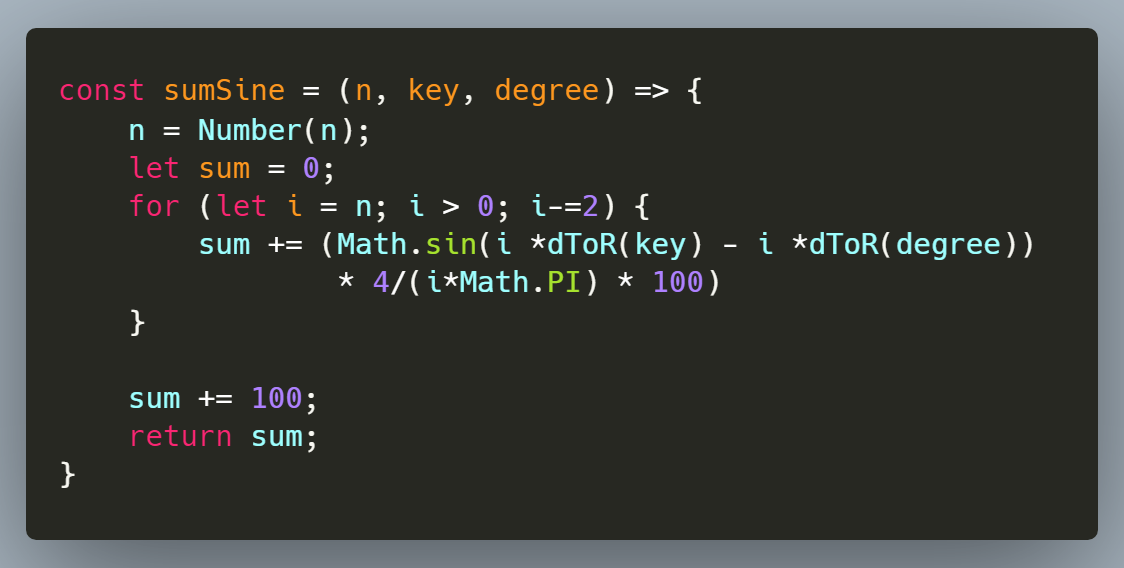 const sumSine = (n, key, degree) => {
    n = Number(n);
    let sum = 0;
    for (let i = n; i > 0; i-=2) {
        sum += (Math.sin(i *dToR(key) - i *dToR(degree))
                * 4/(i*Math.PI) * 100)
    }

    sum += 100;
    return sum;
}